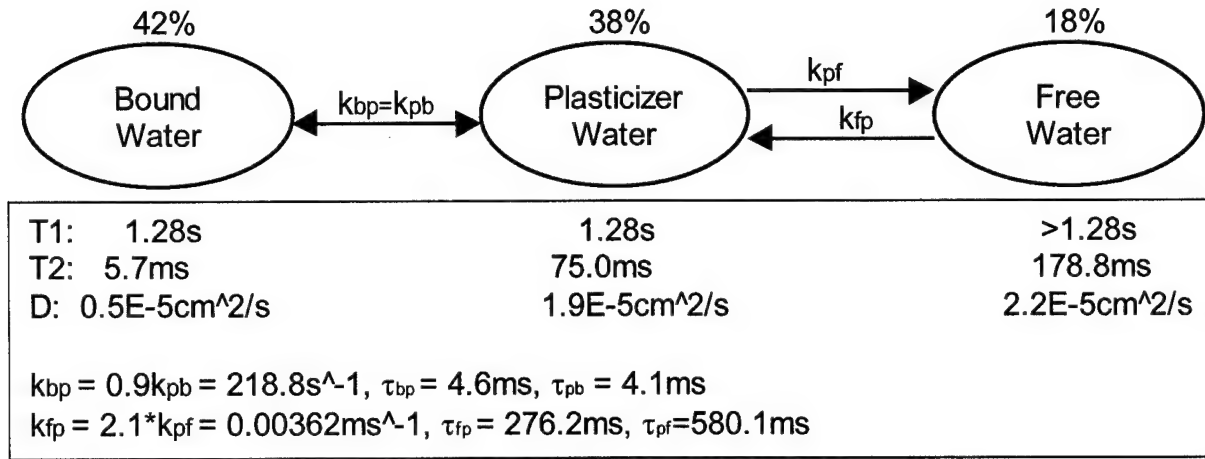 42% 38% 18%
Bound Water
kbp=kpb
Plasticizer Water
kpf
kfp
Free Water
T1: 1.28s 1.28s >1.28s
T2: 5.7ms 75.0ms 178.8ms
D: 0.5E-5cm^2/s 1.9E-5cm^2/s 2.2E-5cm^2/s
kbp = 0.9kpb = 218.8s^-1, τbp = 4.6ms, τpb = 4.1ms
kfp = 2.1*kpf = 0.00362ms^-1, τfp = 276.2ms, τpf=580.1ms